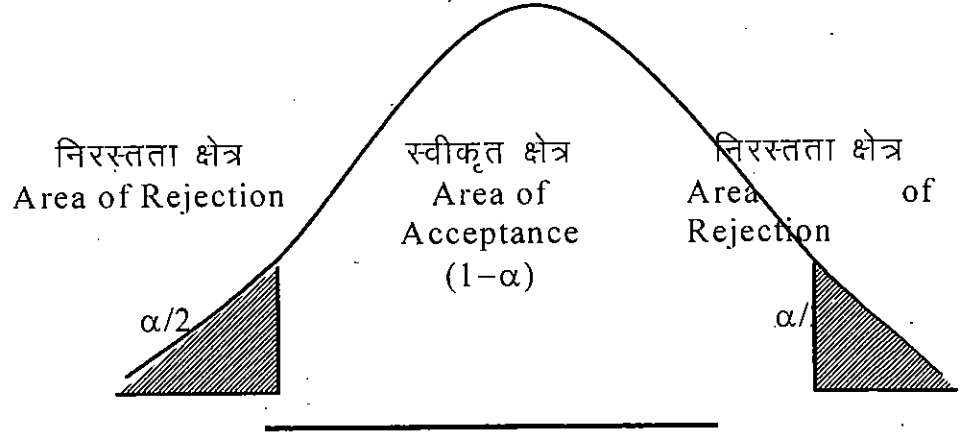 निरस्तता क्षेत्र
Area of Rejection
स्वीकृत क्षेत्र
Area of
Acceptance
(1−α)
निरस्तता क्षेत्र
Area of
Rejection
α/2
α/